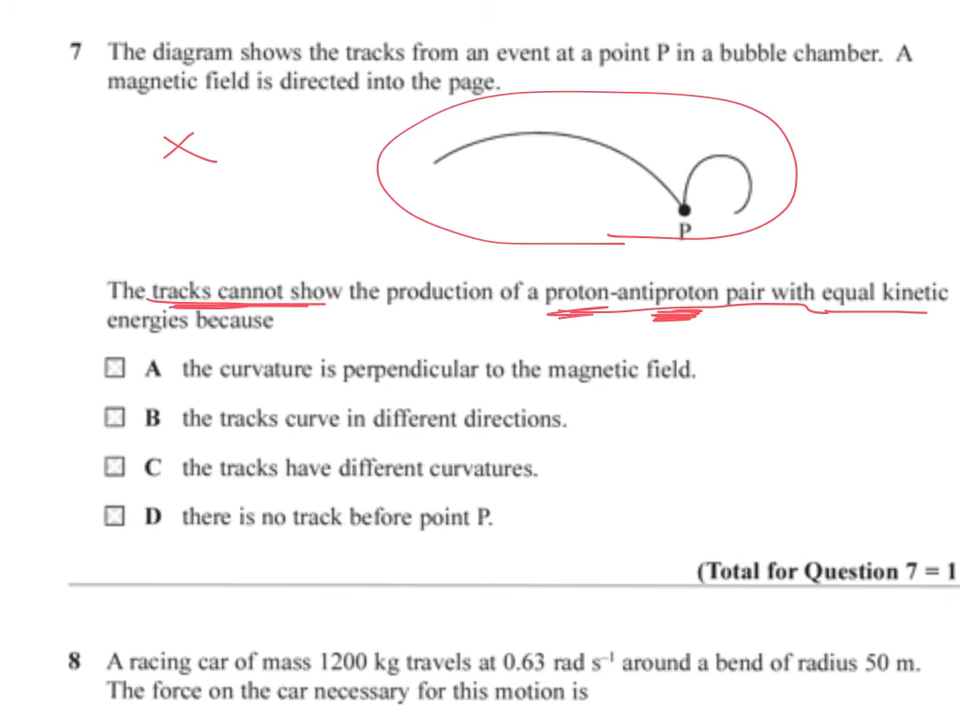 7 The diagram shows the tracks from an event at a point P in a bubble chamber. A
magnetic field is directed into the page.
P
The tracks cannot show the production of a proton-antiproton pair with equal kinetic
energies because
A the curvature is perpendicular to the magnetic field.
B the tracks curve in different directions.
C the tracks have different curvatures.
D there is no track before point P.
(Total for Question 7 = 1
8 A racing car of mass 1200 kg travels at 0.63 rad s⁻¹ around a bend of radius 50 m.
The force on the car necessary for this motion is